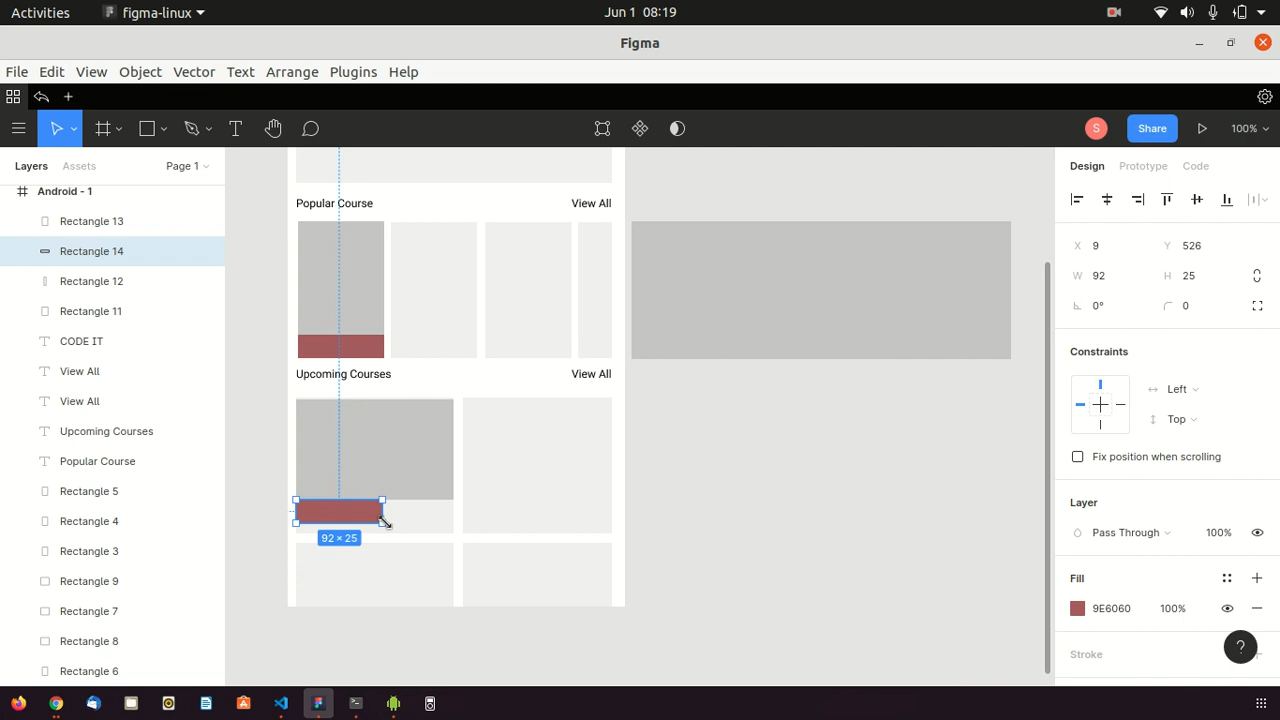 Activities
figma-linux
Jun 1 08:19
Figma
File Edit View Object Vector Text Arrange Plugins Help
S
Share
100%
Layers
Assets
Page 1
Android - 1
Rectangle 13
Rectangle 14
Rectangle 12
Rectangle 11
CODE IT
View All
View All
Upcoming Courses
Popular Course
Rectangle 5
Rectangle 4
Rectangle 3
Rectangle 9
Rectangle 7
Rectangle 8
Rectangle 6
Popular Course
View All
Upcoming Courses
View All
92 × 25
Design
Prototype
Code
X 9
Y 526
W 92
H 25
0°
0
Constraints
Left
Top
Fix position when scrolling
Layer
Pass Through
100%
Fill
9E6060
100%
Stroke
?